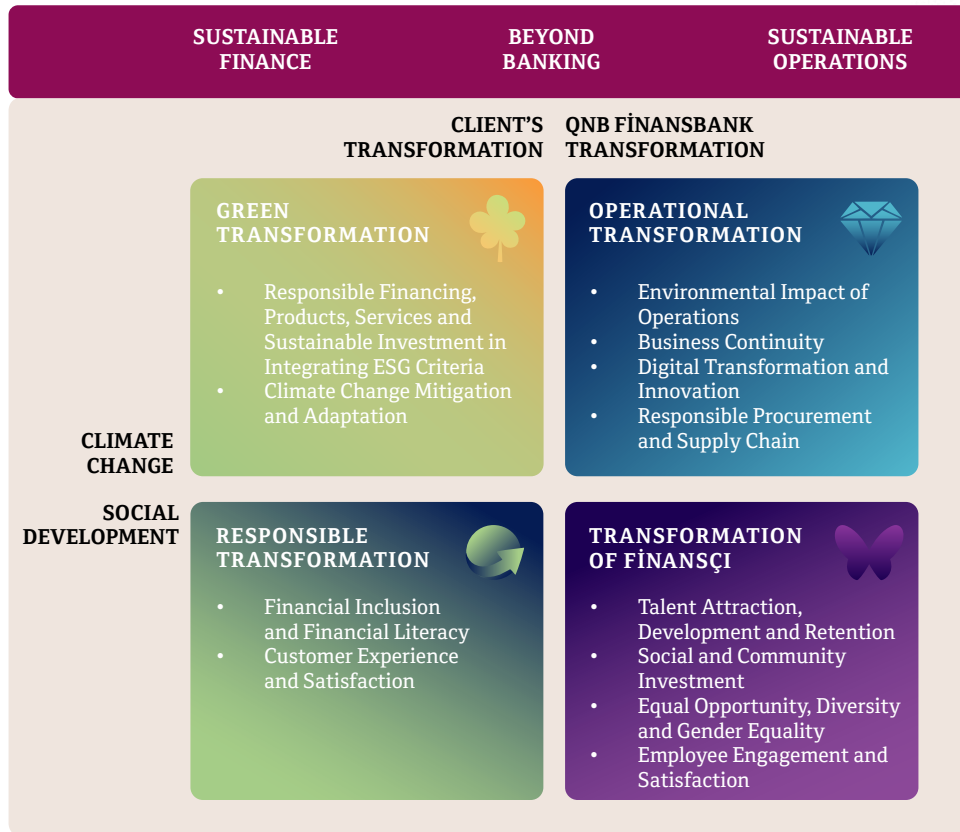 SUSTAINABLE
FINANCE
BEYOND
BANKING
SUSTAINABLE
OPERATIONS
CLIENT'S
TRANSFORMATION
QNB FİNANSBANK
TRANSFORMATION
CLIMATE
CHANGE
GREEN
TRANSFORMATION
• Responsible Financing,
Products, Services and
Sustainable Investment in
Integrating ESG Criteria
• Climate Change Mitigation
and Adaptation
OPERATIONAL
TRANSFORMATION
• Environmental Impact of
Operations
• Business Continuity
• Digital Transformation and
Innovation
• Responsible Procurement
and Supply Chain
SOCIAL
DEVELOPMENT
RESPONSIBLE
TRANSFORMATION
• Financial Inclusion
and Financial Literacy
• Customer Experience
and Satisfaction
TRANSFORMATION
OF FİNANSÇI
• Talent Attraction,
Development and Retention
• Social and Community
Investment
• Equal Opportunity, Diversity
and Gender Equality
• Employee Engagement and
Satisfaction